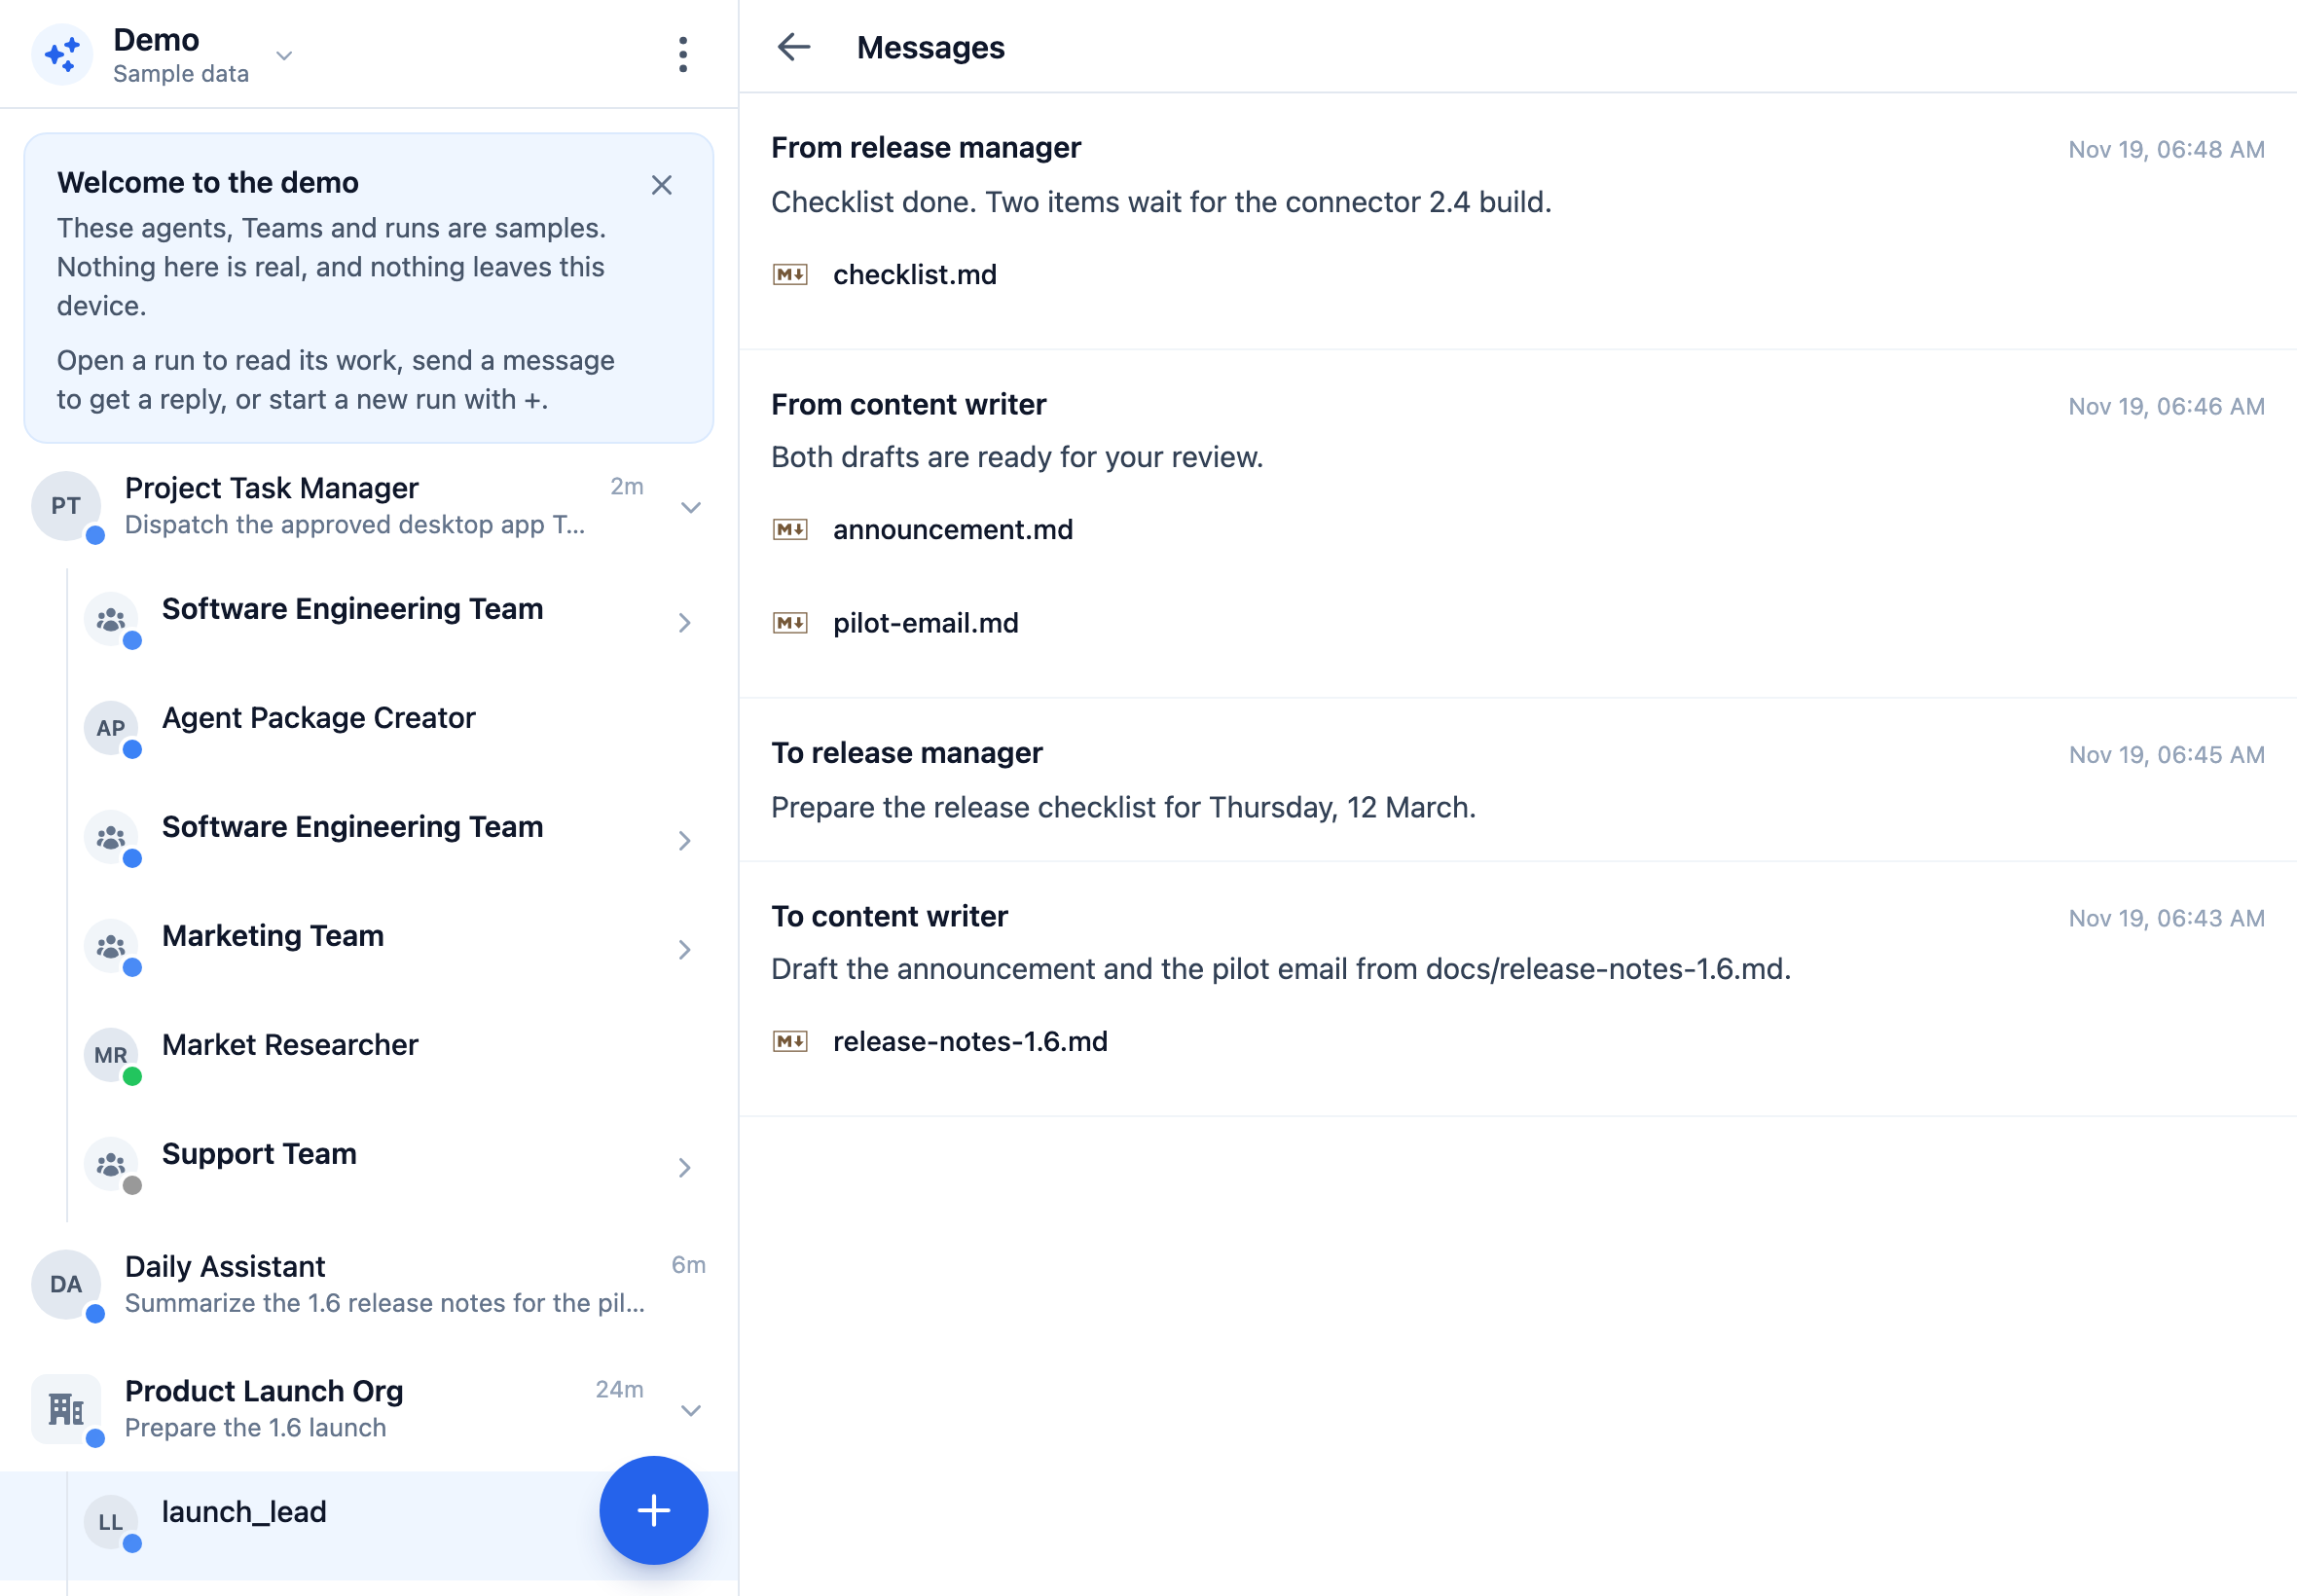 Demo
Sample data
Welcome to the demo
These agents, Teams and runs are samples.
Nothing here is real, and nothing leaves this
device.
Open a run to read its work, send a message
to get a reply, or start a new run with +.
PT
Project Task Manager
2m
Dispatch the approved desktop app T...
Software Engineering Team
AP
Agent Package Creator
Software Engineering Team
Marketing Team
MR
Market Researcher
Support Team
DA
Daily Assistant
6m
Summarize the 1.6 release notes for the pil...
Product Launch Org
24m
Prepare the 1.6 launch
LL
launch_lead
Messages
From release manager
Nov 19, 06:48 AM
Checklist done. Two items wait for the connector 2.4 build.
checklist.md
From content writer
Nov 19, 06:46 AM
Both drafts are ready for your review.
announcement.md
pilot-email.md
To release manager
Nov 19, 06:45 AM
Prepare the release checklist for Thursday, 12 March.
To content writer
Nov 19, 06:43 AM
Draft the announcement and the pilot email from docs/release-notes-1.6.md.
release-notes-1.6.md